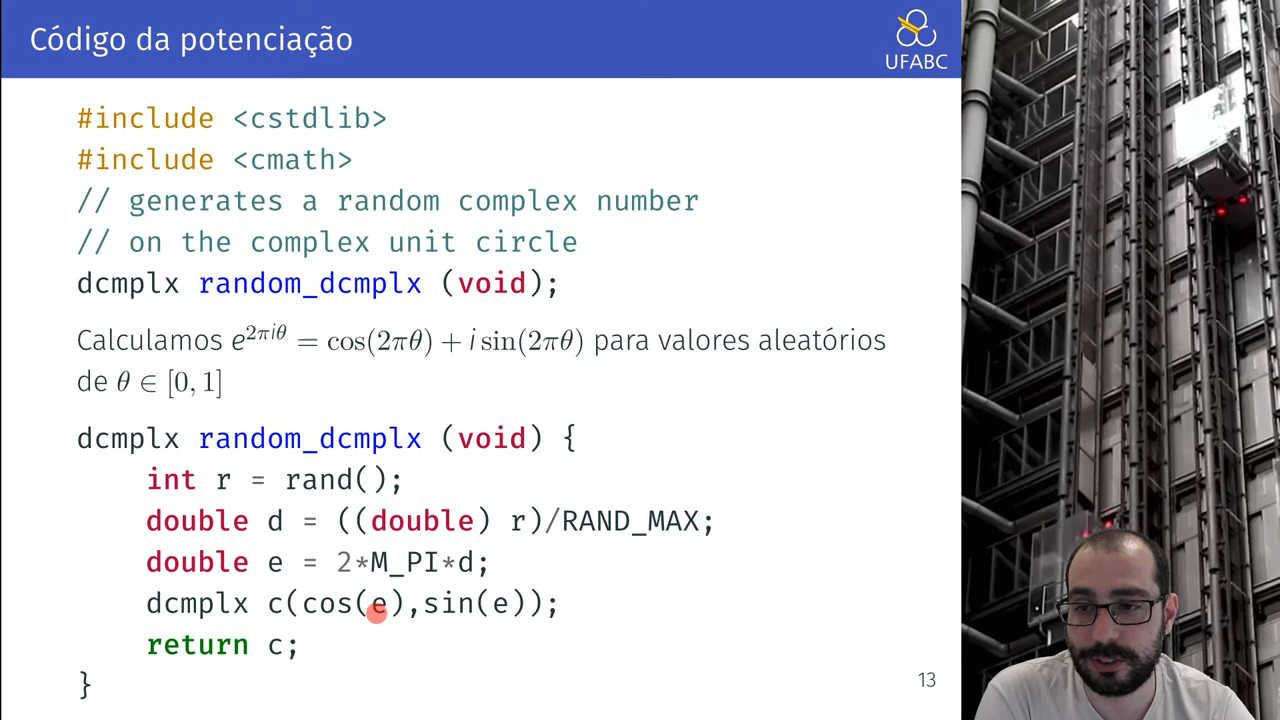 Código da potenciação
UFABC
#include <cstdlib>
#include <cmath>
// generates a random complex number
// on the complex unit circle
dcmplx random_dcmplx (void);
Calculamos e^{2πiθ} = cos(2πθ) + i sin(2πθ) para valores aleatórios
de θ ∈ [0, 1]
dcmplx random_dcmplx (void) {
int r = rand();
double d = ((double) r)/RAND_MAX;
double e = 2*M_PI*d;
dcmplx c(cos(e),sin(e));
return c;
}
13